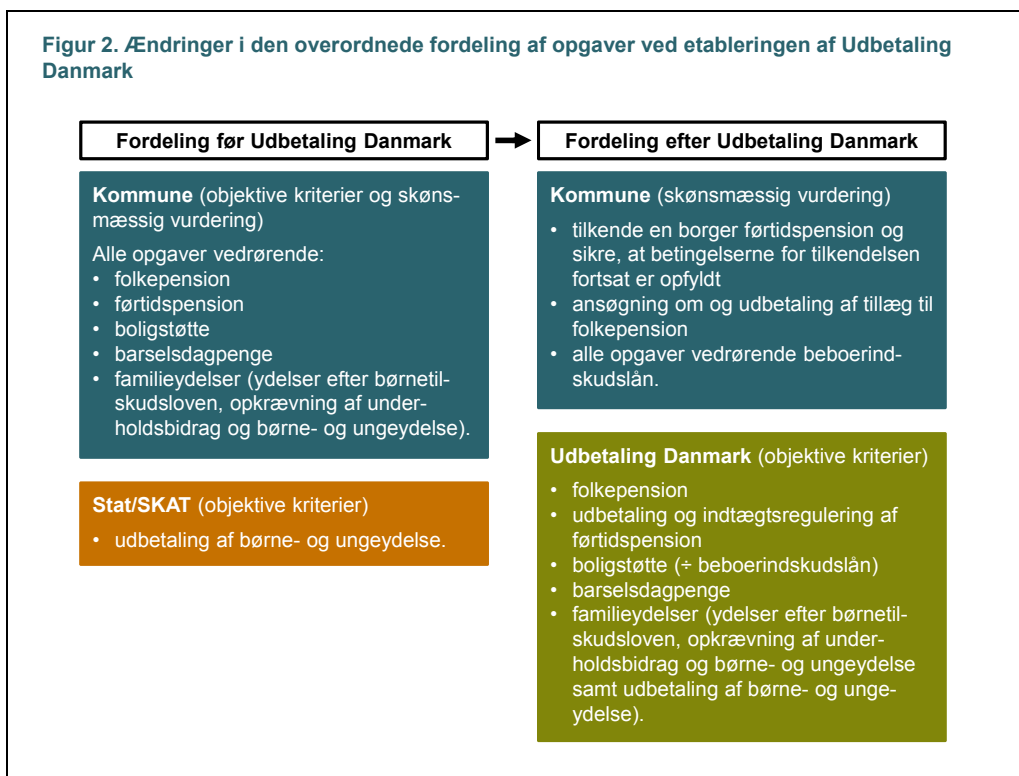 Figur 2. Ændringer i den overordnede fordeling af opgaver ved etableringen af Udbetaling
Danmark
Fordeling før Udbetaling Danmark
Kommune (objektive kriterier og skøns-
mæssig vurdering)
Alle opgaver vedrørende:
• folkepension
• førtidspension
• boligstøtte
• barselsdagpenge
• familieydelser (ydelser efter børnetil-
skudsloven, opkrævning af under-
holdsbidrag og børne- og ungeydelse).
Stat/SKAT (objektive kriterier)
• udbetaling af børne- og ungeydelse.
Fordeling efter Udbetaling Danmark
Kommune (skønsmæssig vurdering)
• tilkende en borger førtidspension og
sikre, at betingelserne for tilkendelsen
fortsat er opfyldt
• ansøgning om og udbetaling af tillæg til
folkepension
• alle opgaver vedrørende beboerind-
skudslån.
Udbetaling Danmark (objektive kriterier)
• folkepension
• udbetaling og indtægtsregulering af
førtidspension
• boligstøtte (÷ beboerindskudslån)
• barselsdagpenge
• familieydelser (ydelser efter børnetil-
skudsloven, opkrævning af under-
holdsbidrag og børne- og ungeydelse
samt udbetaling af børne- og unge-
ydelse).